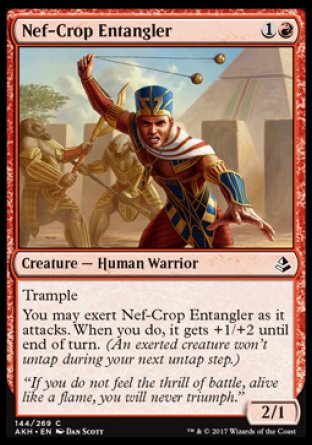 Nef-Crop Entangler 1
Creature — Human Warrior
Trample
You may exert Nef-Crop Entangler as it
attacks. When you do, it gets +1/+2 until
end of turn. (An exerted creature won't
untap during your next untap step.)
"If you do not feel the thrill of battle, alive
like a flame, you will never triumph."
2/1
144/269 C
AKH • EN Dan Scott
™ & © 2017 Wizards of the Coast